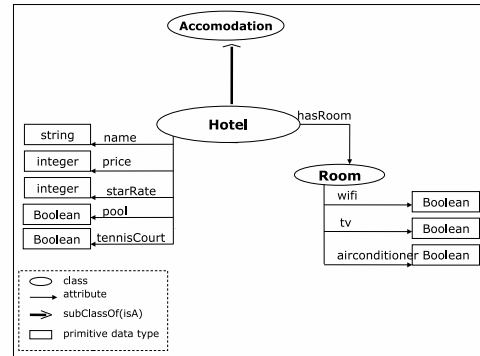 Accomodation
hasRoom
Hotel
string name
integer price
integer starRate
Boolean pool
Boolean tennisCourt
Room
wifi Boolean
tv Boolean
airconditioner Boolean
class
attribute
subClassOf(isA)
primitive data type